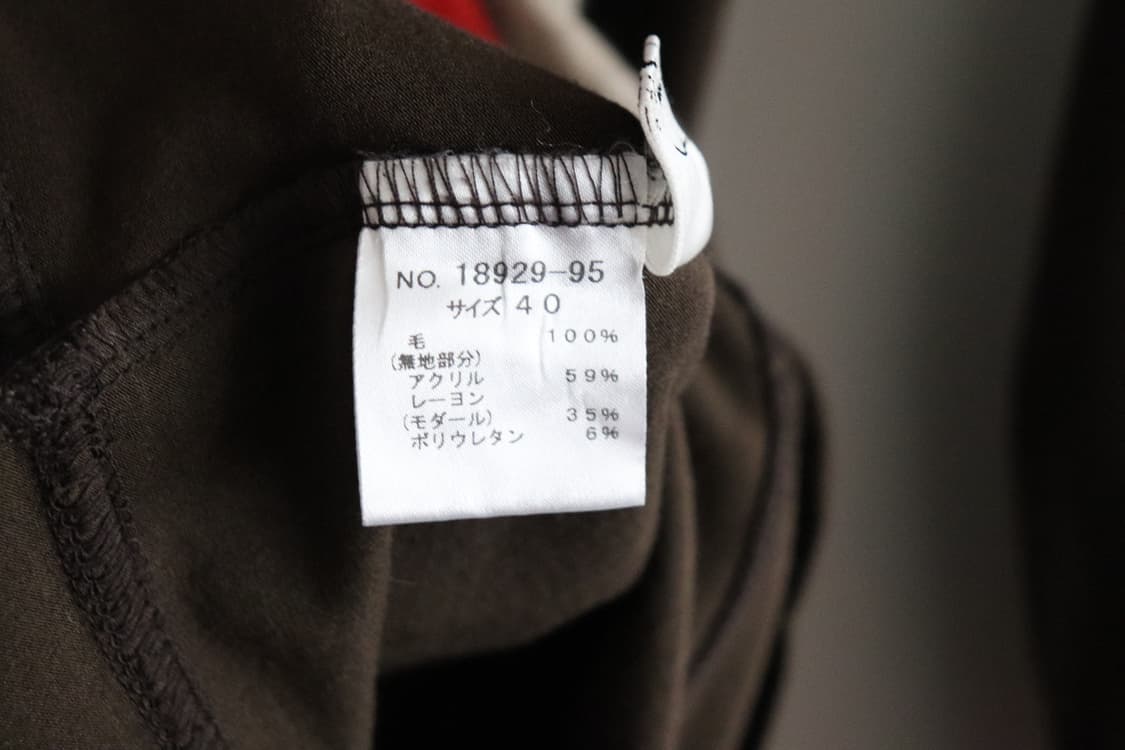 NO. 18929-95
サイズ 40
毛 100%
(無地部分)
アクリル 59%
レーヨン
(モダール) 35%
ポリウレタン 6%